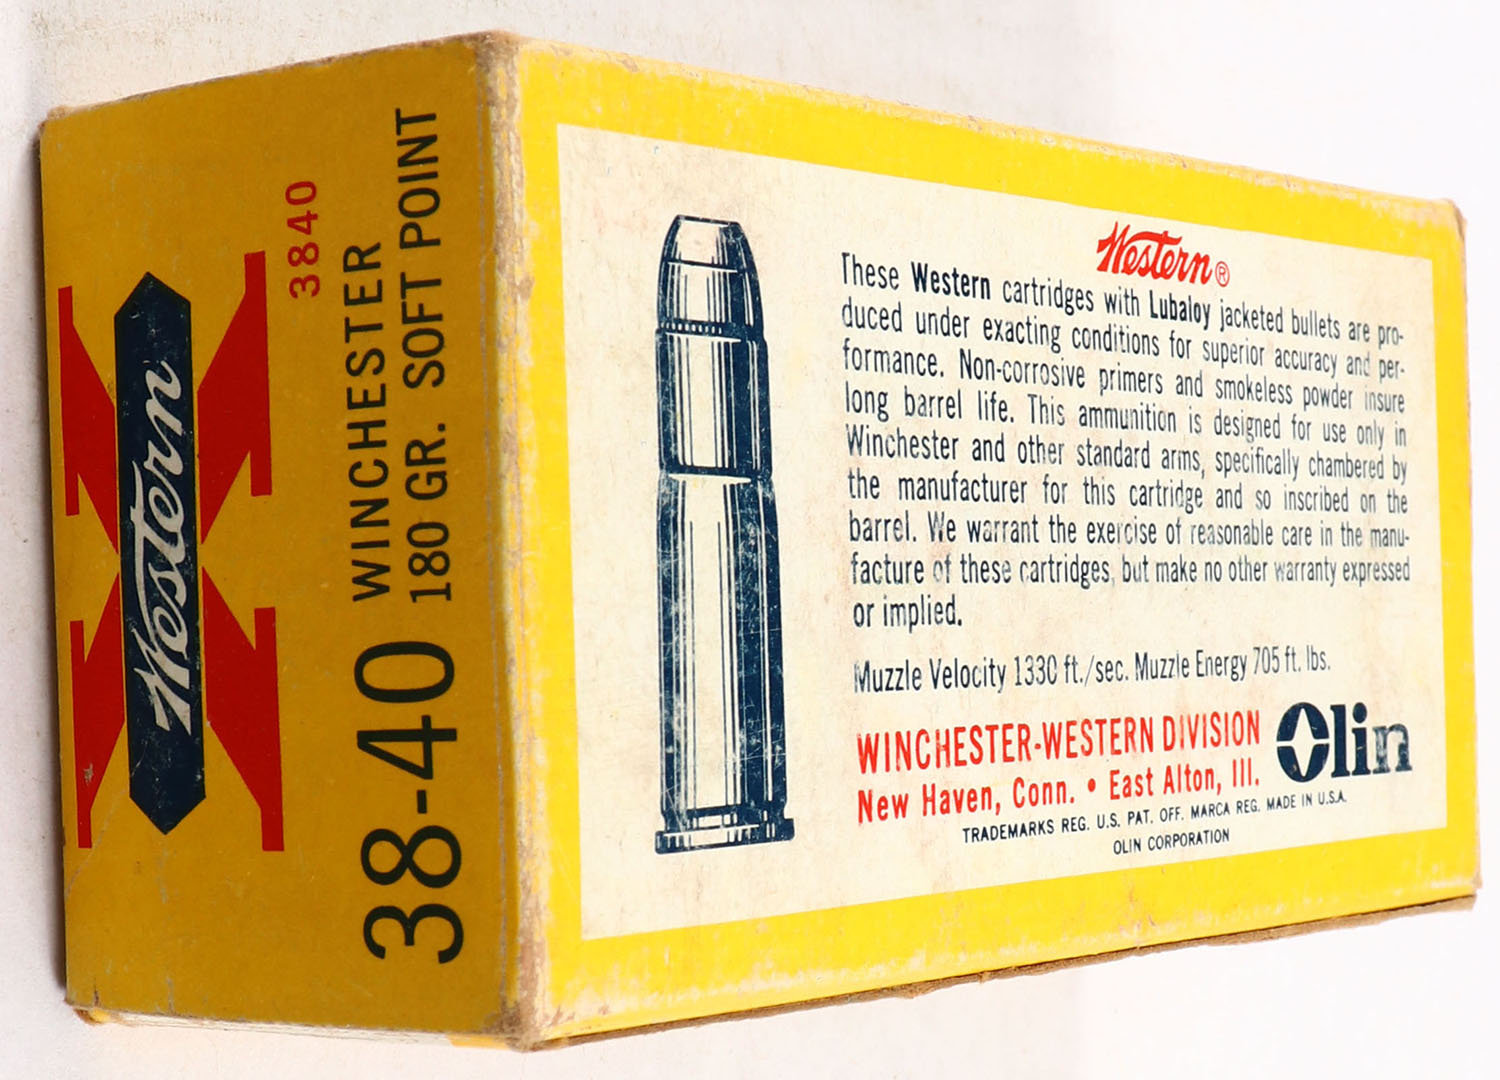 Western
3840
38-40 WINCHESTER
180 GR. SOFT POINT
Western®
These Western cartridges with Lubaloy jacketed bullets are pro-
duced under exacting conditions for superior accuracy and per-
formance. Non-corrosive primers and smokeless powder insure
long barrel life. This ammunition is designed for use only in
Winchester and other standard arms, specifically chambered by
the manufacturer for this cartridge and so inscribed on the
barrel. We warrant the exercise of reasonable care in the manu-
facture of these cartridges, but make no other warranty expressed
or implied.
Muzzle Velocity 1330 ft./sec. Muzzle Energy 705 ft. lbs.
WINCHESTER-WESTERN DIVISION
New Haven, Conn. • East Alton, Ill.
Olin
TRADEMARKS REG. U.S. PAT. OFF. MARCA REG. MADE IN U.S.A.
OLIN CORPORATION